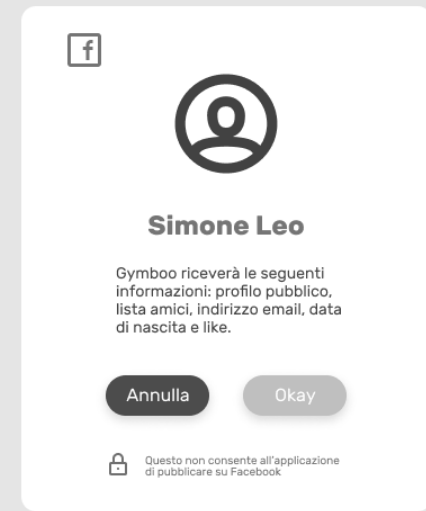 f
Simone Leo
Gymboo riceverà le seguenti
informazioni: profilo pubblico,
lista amici, indirizzo email, data
di nascita e like.
Annulla Okay
Questo non consente all'applicazione
di pubblicare su Facebook